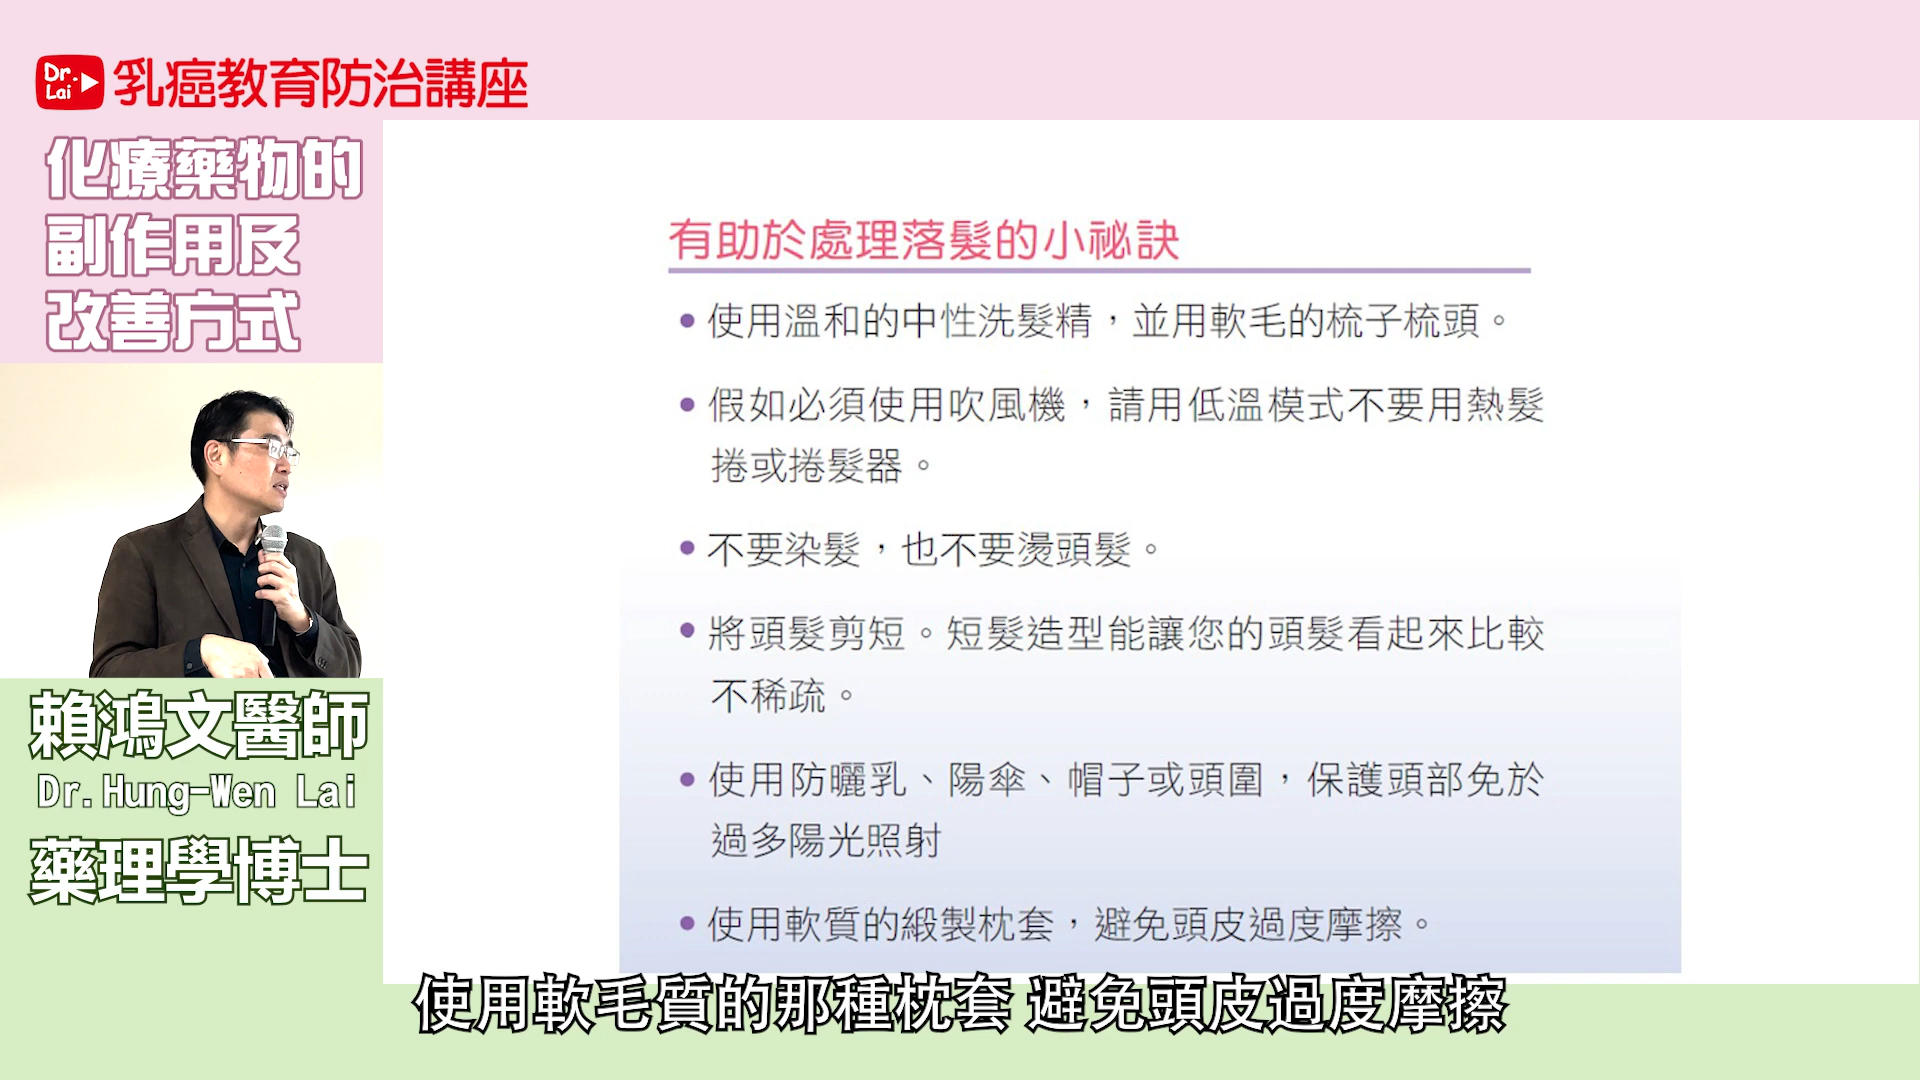 Dr. Lai
乳癌教育防治講座
化療藥物的
副作用及
改善方式
有助於處理落髮的小祕訣
•使用溫和的中性洗髮精，並用軟毛的梳子梳頭。
•假如必須使用吹風機，請用低溫模式不要用熱髮
捲或捲髮器。
•不要染髮，也不要燙頭髮。
•將頭髮剪短。短髮造型能讓您的頭髮看起來比較
不稀疏。
•使用防曬乳、陽傘、帽子或頭圍，保護頭部免於
過多陽光照射
•使用軟質的緞製枕套，避免頭皮過度摩擦。
賴鴻文醫師
Dr.Hung-Wen Lai
藥理學博士
使用軟毛質的那種枕套 避免頭皮過度摩擦